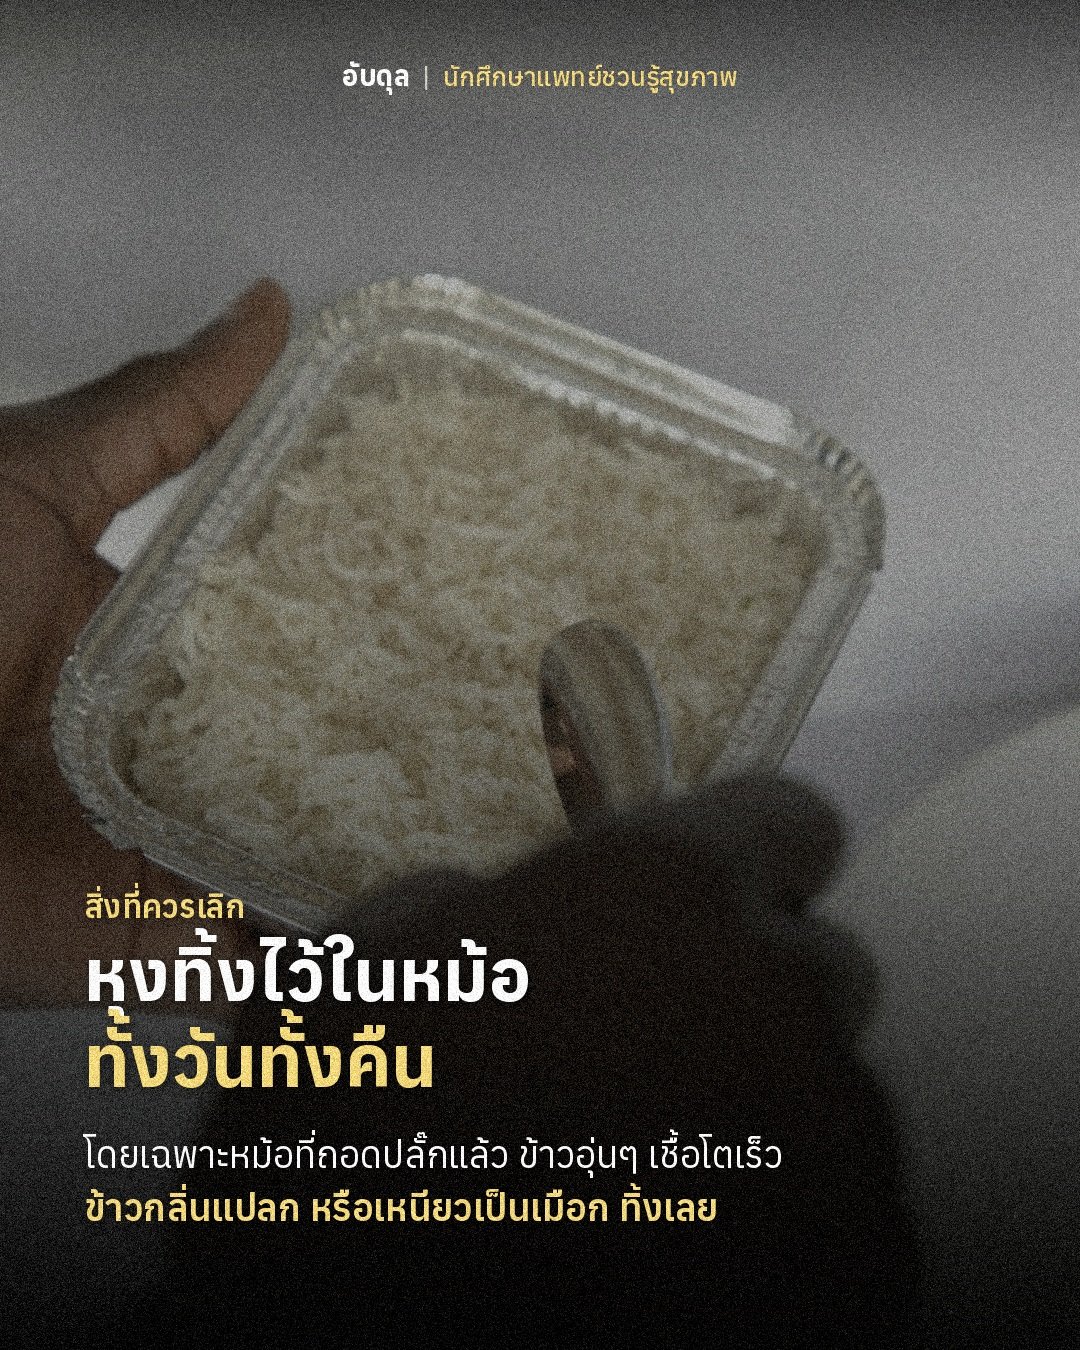 อับดุล | นักศึกษาแพทย์ชวนรู้สุขภาพ
สิ่งที่ควรเลิก
หุงทิ้งไว้ในหม้อ
ทั้งวันทั้งคืน
โดยเฉพาะหม้อที่ถอดปลั๊กแล้ว ข้าวอุ่นๆ เชื้อโตเร็ว
ข้าวกลิ่นแปลก หรือเหนียวเป็นเมือก ทิ้งเลย